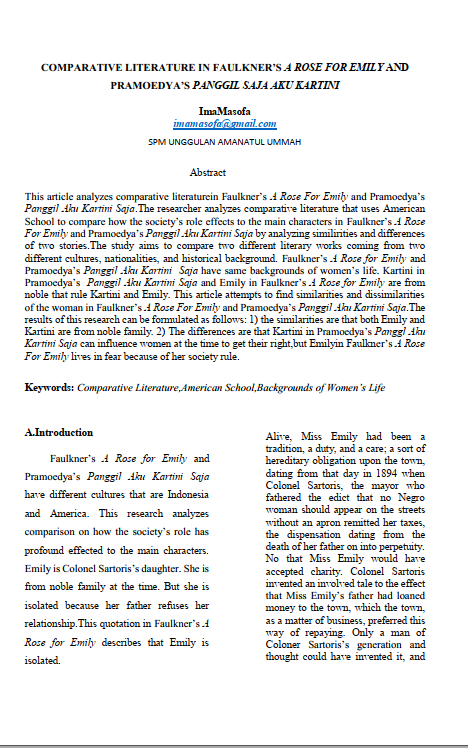 COMPARATIVE LITERATURE IN FAULKNER'S A ROSE FOR EMILY AND
PRAMOEDYA'S PANGGIL SAJA AKU KARTINI
ImaMasofa
imamasofa@gmail.com
SPM UNGGULAN AMANATUL UMMAH
Abstract
This article analyzes comparative literaturein Faulkner's A Rose For Emily and Pramoedya's
Panggil Aku Kartini Saja.The researcher analyzes comparative literature that uses American
School to compare how the society's role effects to the main characters in Faulkner's A Rose
For Emily and Pramoedya's Panggil Aku Kartini Saja by analyzing similirities and differences
of two stories.The study aims to compare two different literary works coming from two
different cultures, nationalities, and historical background. Faulkner's A Rose for Emily and
Pramoedya's Panggil Aku Kartini Saja have same backgrounds of women's life. Kartini in
Pramoedya's Panggil Aku Kartini Saja and Emily in Faulkner's A Rose for Emily are from
noble that rule Kartini and Emily. This article attempts to find similarities and dissimilarities
of the woman in Faulkner's A Rose For Emily and Pramoedya's Panggil Aku Kartini Saja.The
results of this research can be formulated as follows: 1) the similarities are that both Emily and
Kartini are from noble family. 2) The differences are that Kartini in Pramoedya's Panggl Aku
Kartini Saja can influence women at the time to get their right,but Emilyin Faulkner's A Rose
For Emily lives in fear because of her society rule.
Keywords: Comparative Literature,American School,Backgrounds of Women's Life
A.Introduction
Faulkner's A Rose for Emily and
Pramoedya's Panggil Aku Kartini Saja
have different cultures that are Indonesia
and America. This research analyzes
comparison on how the society's role has
profound effected to the main characters.
Emily is Colonel Sartoris's daughter. She is
from noble family at the time. But she is
isolated because her father refuses her
relationship.This quotation in Faulkner's A
Rose for Emily describes that Emily is
isolated.
Alive, Miss Emily had been a
tradition, a duty, and a care; a sort of
hereditary obligation upon the town,
dating from that day in 1894 when
Colonel Sartoris, the mayor who
fathered the edict that no Negro
woman should appear on the streets
without an apron remitted her taxes,
the dispensation dating from the
death of her father on into perpetuity.
No that Miss Emily would have
accepted charity. Colonel Sartoris
invented an involved tale to the effect
that Miss Emily's father had loaned
money to the town, which the town,
as a matter of business, preferred this
way of repaying. Only a man of
Coloner Sartoris's generation and
thought could have invented it, and